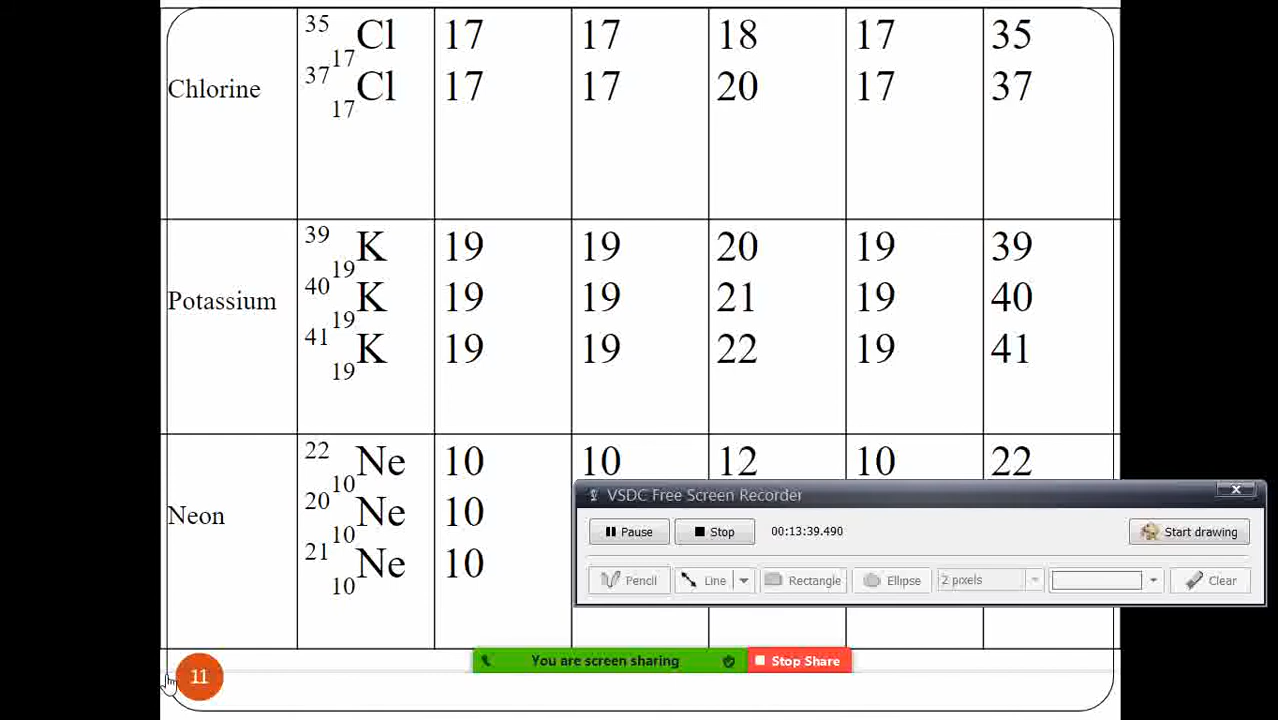 35 17 Cl 17 17 18 17 35
37 17 Cl 17 17 20 17 37
Chlorine
39 19 K 19 19 20 19 39
40 19 K 19 19 21 19 40
Potassium
41 19 K 19 19 22 19 41
22 10 Ne 10 10 12 10 22
20 10 Ne 10
Neon
21 10 Ne 10
VSDC Free Screen Recorder
Pause Stop 00:13:39.490 Start drawing
Pencil Line Rectangle Ellipse 2 pixels Clear
You are screen sharing Stop Share
11